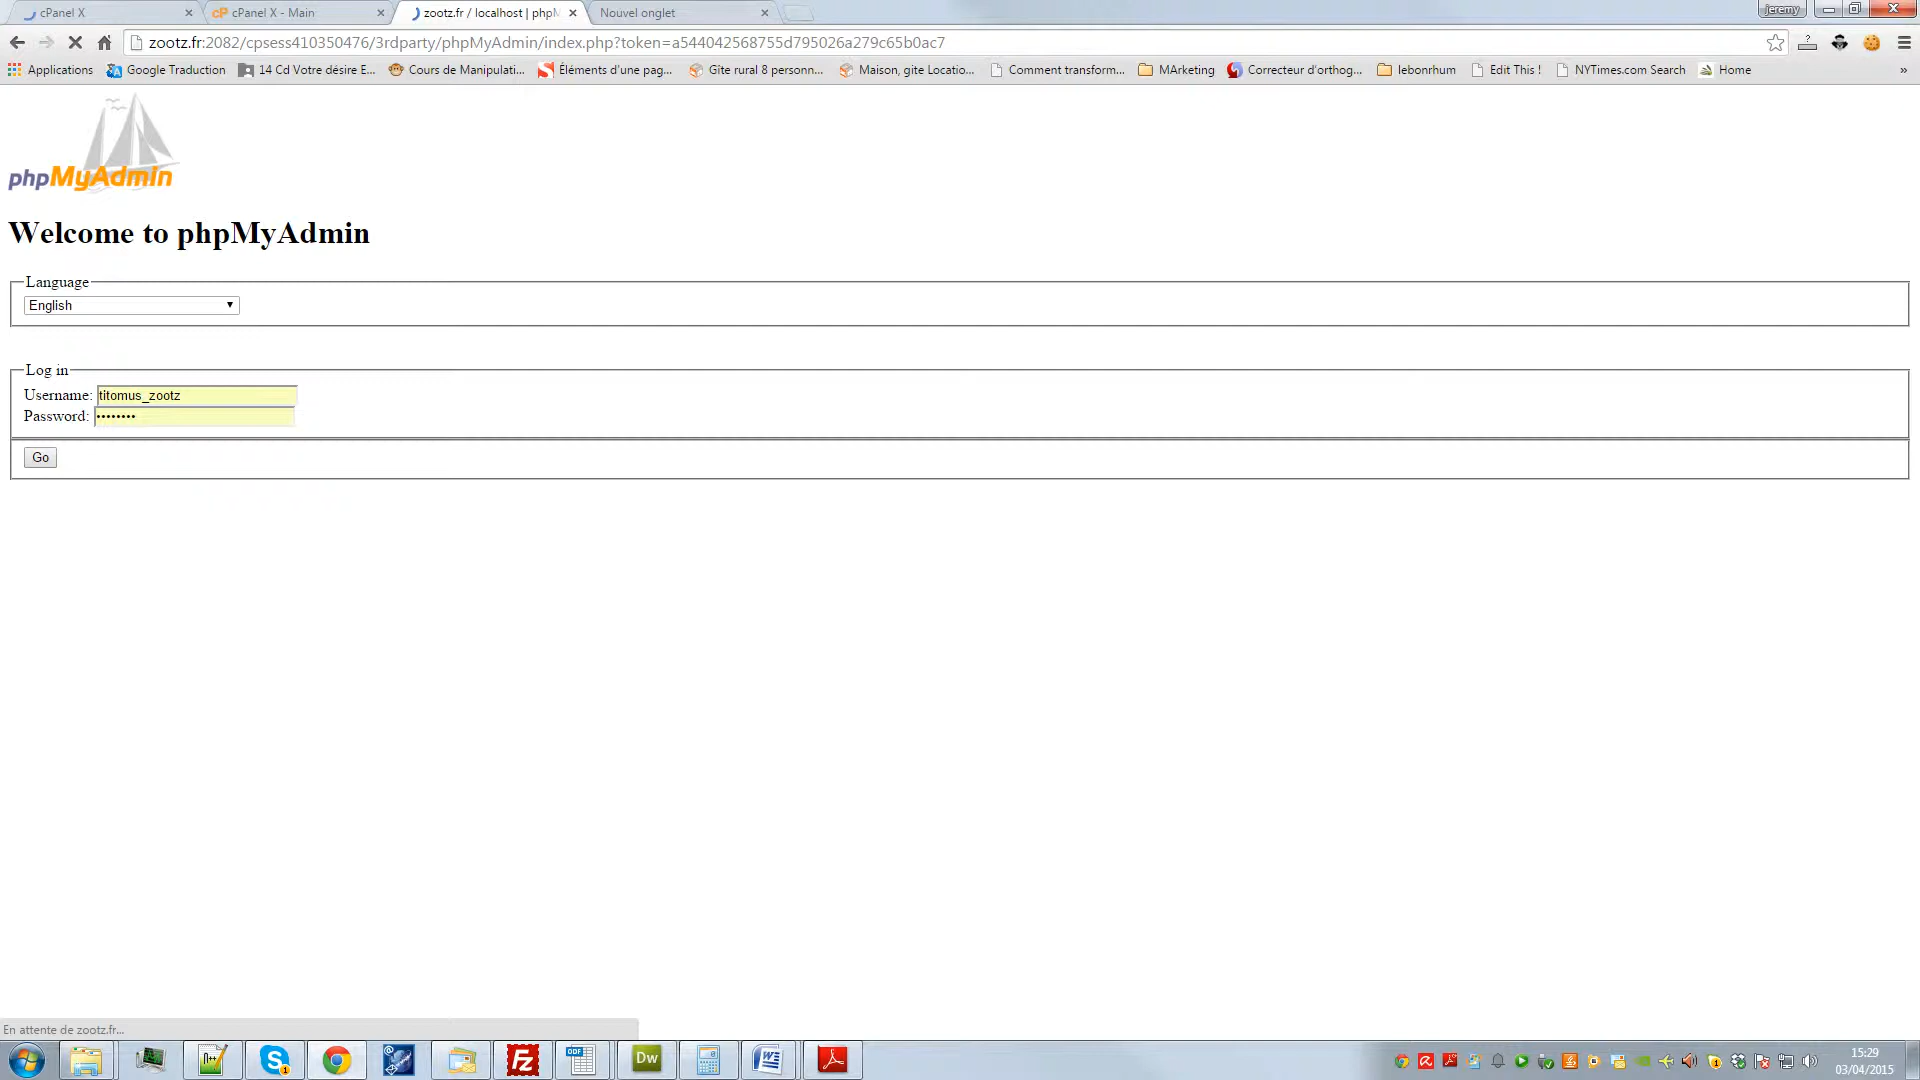 cPanel X
cPanel X - Main
zootz.fr / localhost | phpM
Nouvel onglet
jeremy
zootz.fr:2082/cpsess410350476/3rdparty/phpMyAdmin/index.php?token=a544042568755d795026a279c65b0ac7
Applications
Google Traduction
14 Cd Votre désire E...
Cours de Manipulati...
Éléments d'une pag...
Gîte rural 8 personn...
Maison, gite Locatio...
Comment transform...
MArketing
Correcteur d'orthog...
lebonrhum
Edit This !
NYTimes.com Search
Home
»
phpMyAdmin
Welcome to phpMyAdmin
Language
English
Log in
Username: titomus_zootz
Password: ••••••••
Go
En attente de zootz.fr...
15:29
03/04/2015